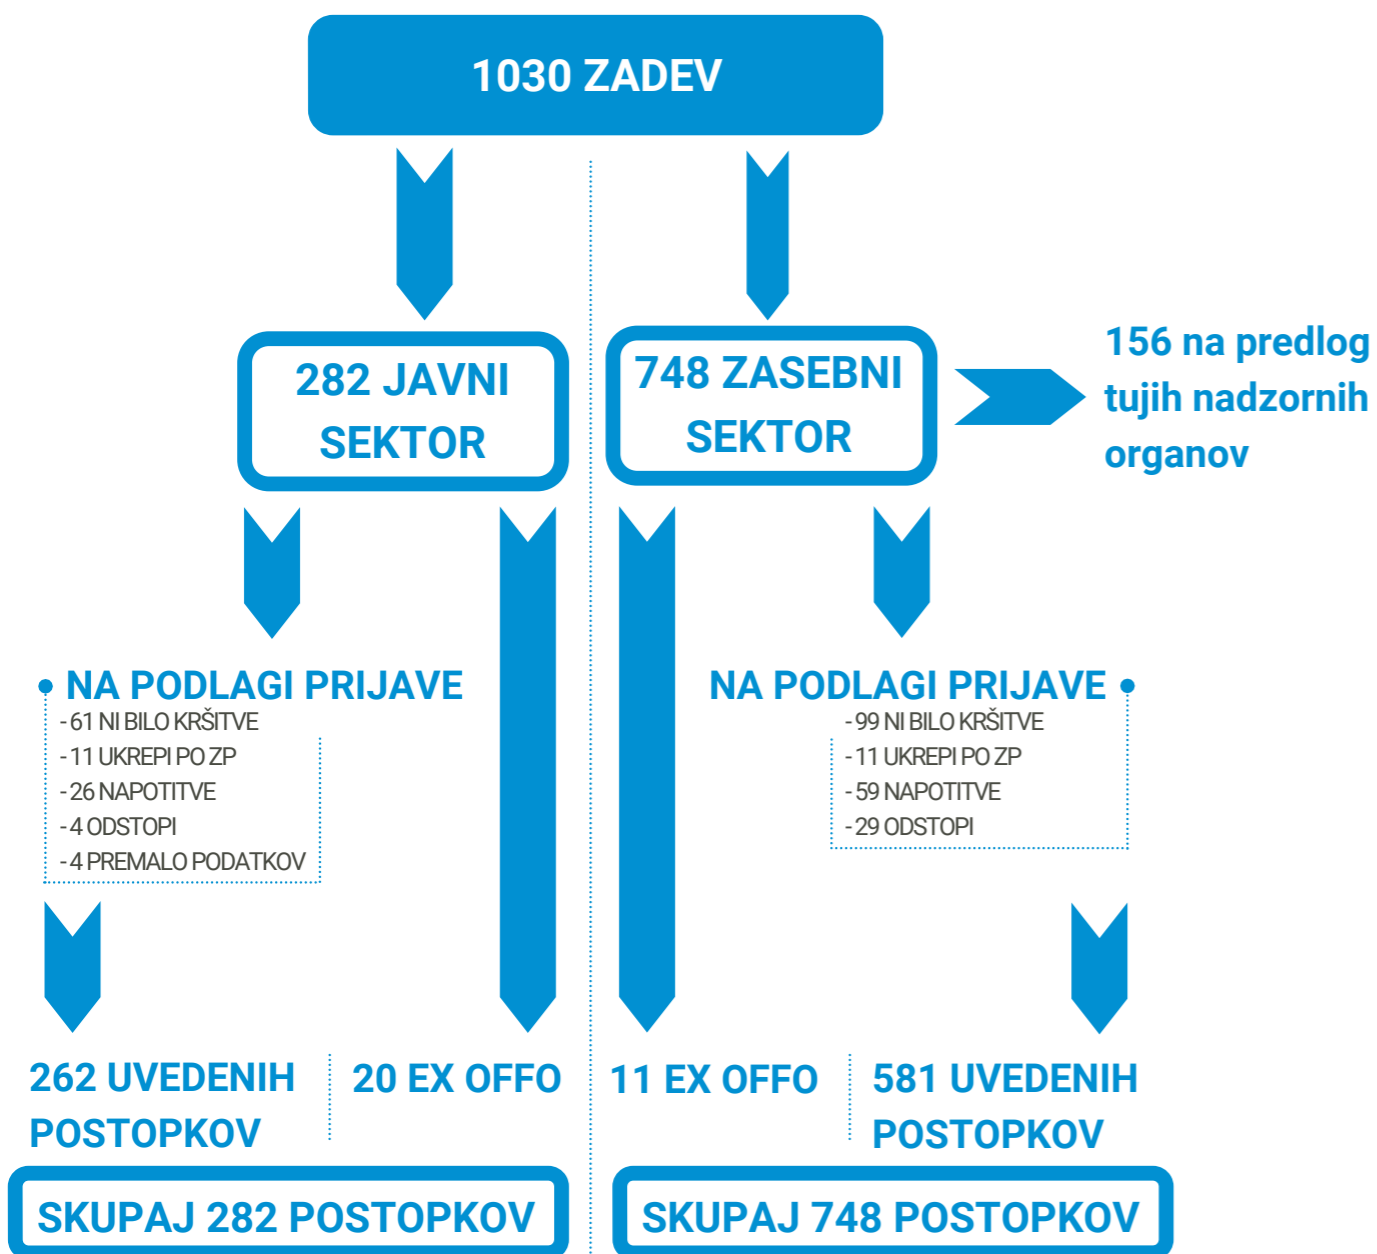 1030 ZADEV
282 JAVNI
SEKTOR
748 ZASEBNI
SEKTOR
156 na predlog
tujih nadzornih
organov
NA PODLAGI PRIJAVE
- 61 NI BILO KRŠITVE
- 11 UKREPI PO ZP
- 26 NAPOTITVE
- 4 ODSTOPI
- 4 PREMALO PODATKOV
NA PODLAGI PRIJAVE
- 99 NI BILO KRŠITVE
- 11 UKREPI PO ZP
- 59 NAPOTITVE
- 29 ODSTOPI
262 UVEDENIH
POSTOPKOV
20 EX OFFO
11 EX OFFO
581 UVEDENIH
POSTOPKOV
SKUPAJ 282 POSTOPKOV
SKUPAJ 748 POSTOPKOV